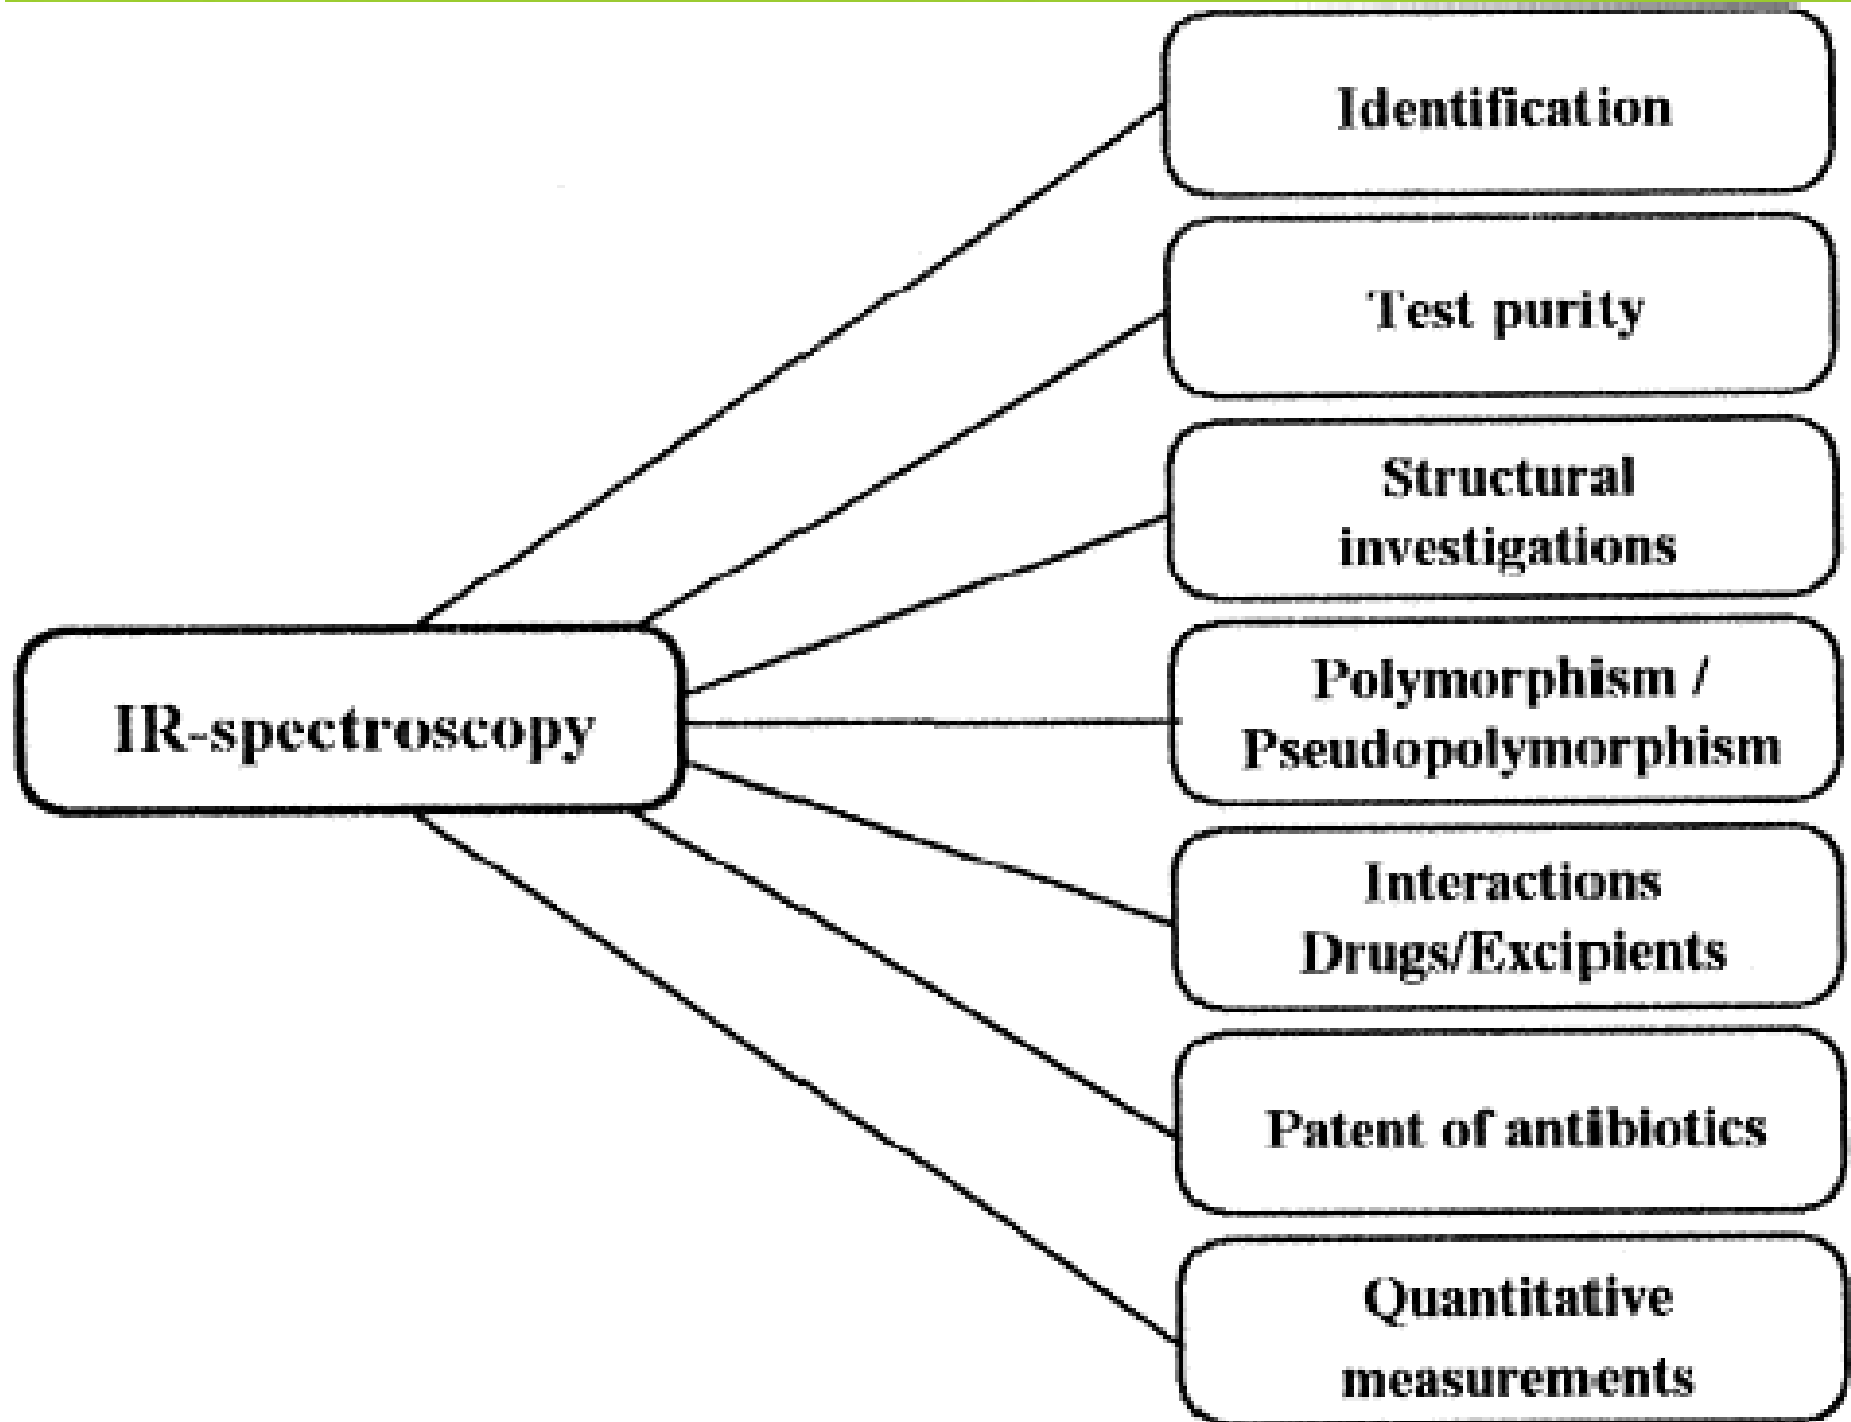 Identification
Test purity
Structural
investigations
IR-spectroscopy
Polymorphism /
Pseudopolymorphism
Interactions
Drugs/Excipients
Patent of antibiotics
Quantitative
measurements